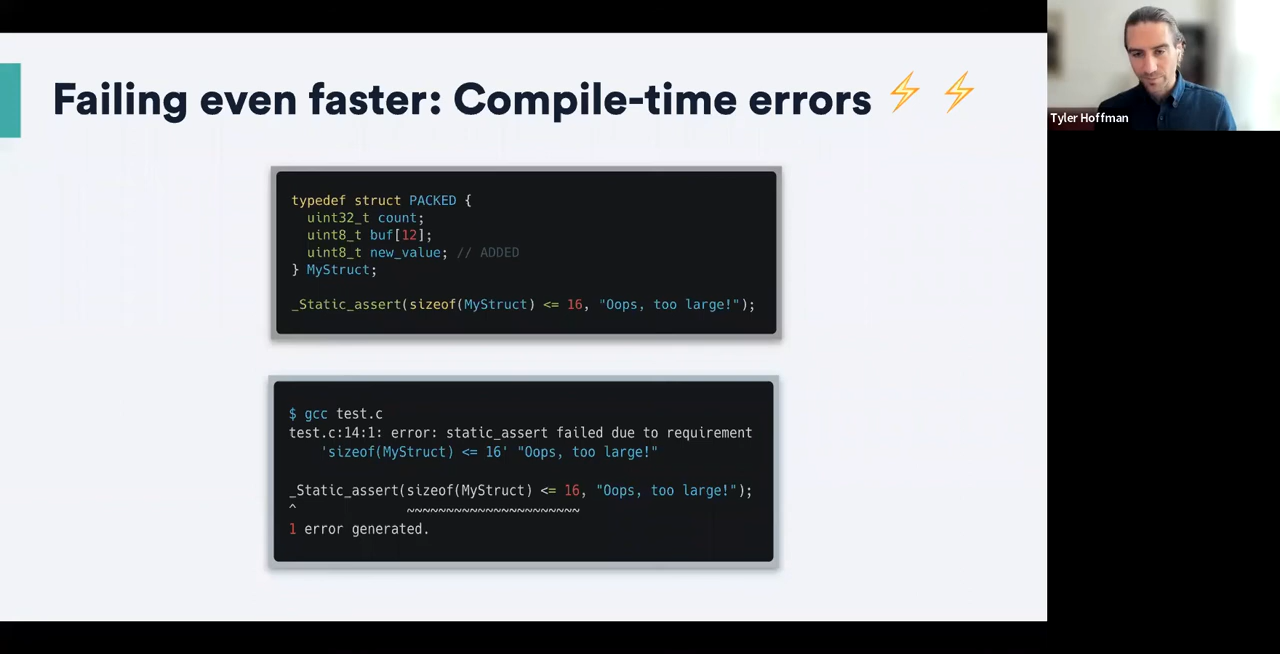 Failing even faster: Compile-time errors ⚡ ⚡
Tyler Hoffman
typedef struct PACKED {
  uint32_t count;
  uint8_t buf[12];
  uint8_t new_value; // ADDED
} MyStruct;

_Static_assert(sizeof(MyStruct) <= 16, "Oops, too large!");

$ gcc test.c
test.c:14:1: error: static_assert failed due to requirement
    'sizeof(MyStruct) <= 16' "Oops, too large!"

_Static_assert(sizeof(MyStruct) <= 16, "Oops, too large!");
^              ~~~~~~~~~~~~~~~~~~~~~~
1 error generated.